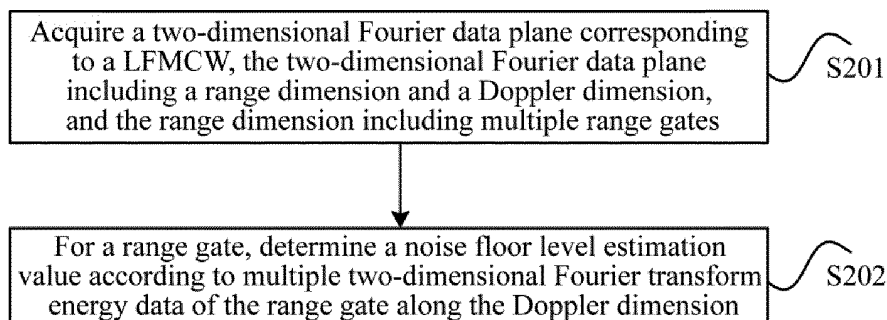 Acquire a two-dimensional Fourier data plane corresponding
to a LFMCW, the two-dimensional Fourier data plane
including a range dimension and a Doppler dimension,
and the range dimension including multiple range gates
S201
For a range gate, determine a noise floor level estimation
value according to multiple two-dimensional Fourier transform
energy data of the range gate along the Doppler dimension
S202